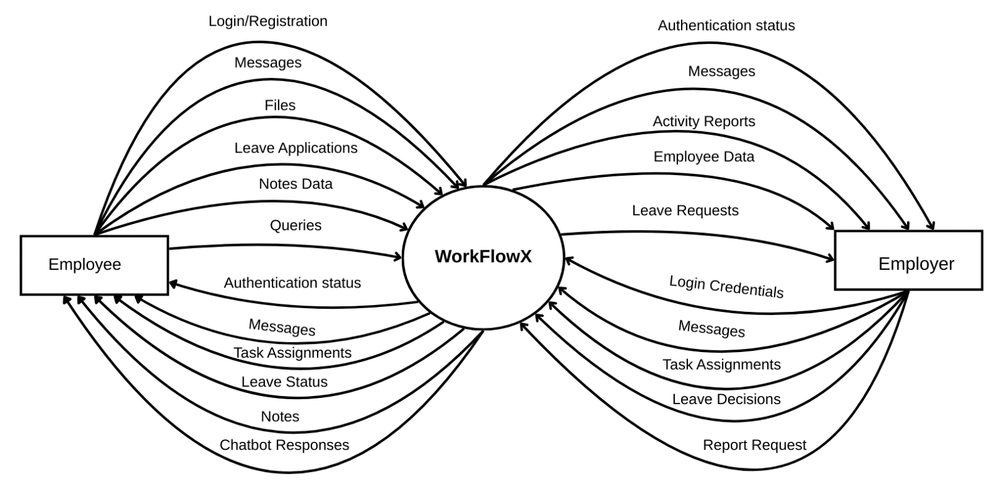 Login/Registration
Messages
Files
Leave Applications
Notes Data
Queries
Employee
Authentication status
Messages
Task Assignments
Leave Status
Notes
Chatbot Responses
WorkFlowX
Authentication status
Messages
Activity Reports
Employee Data
Leave Requests
Employer
Login Credentials
Messages
Task Assignments
Leave Decisions
Report Request